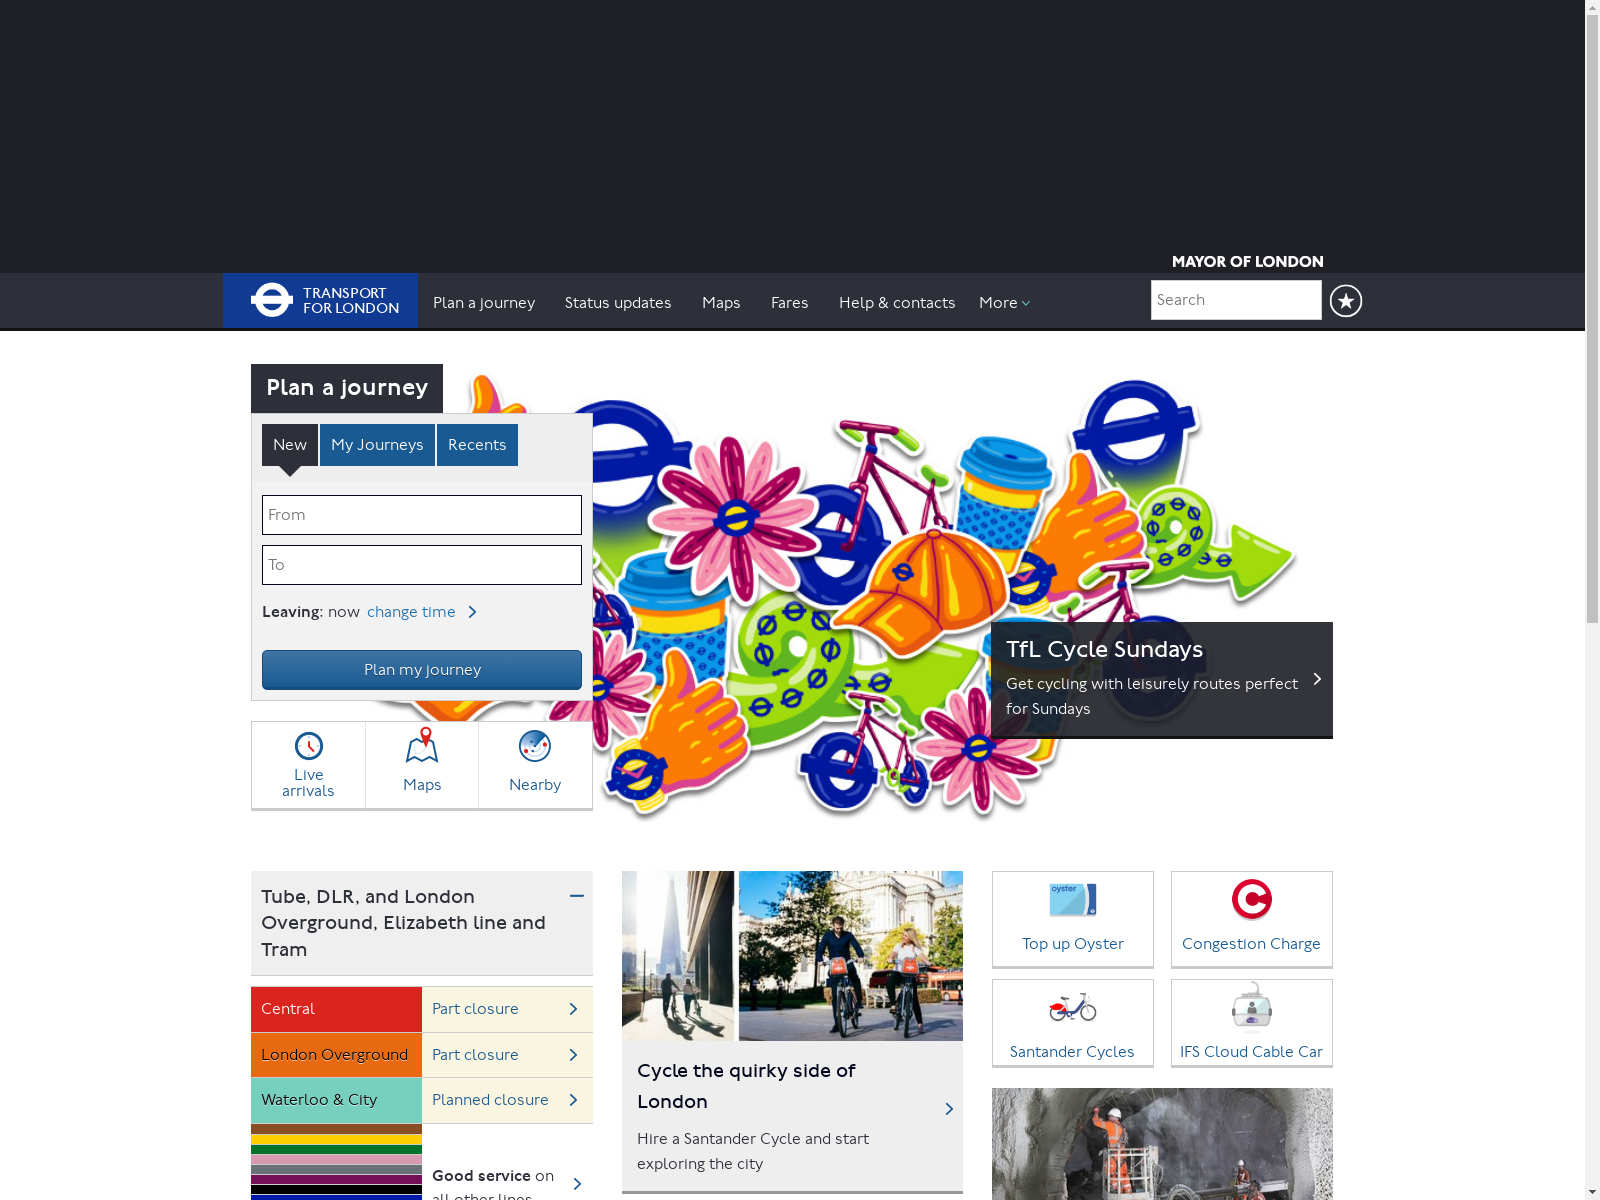 MAYOR OF LONDON
TRANSPORT
FOR LONDON
Plan a journey
Status updates
Maps
Fares
Help & contacts
More
Search
Plan a journey
New
My Journeys
Recents
From
To
Leaving: now change time
Plan my journey
Live
arrivals
Maps
Nearby
TfL Cycle Sundays
Get cycling with leisurely routes perfect
for Sundays
Tube, DLR, and London
Overground, Elizabeth line and
Tram
Central
Part closure
London Overground
Part closure
Waterloo & City
Planned closure
Good service on
all other lines
Cycle the quirky side of
London
Hire a Santander Cycle and start
exploring the city
oyster
Top up Oyster
Congestion Charge
Santander Cycles
IFS Cloud Cable Car